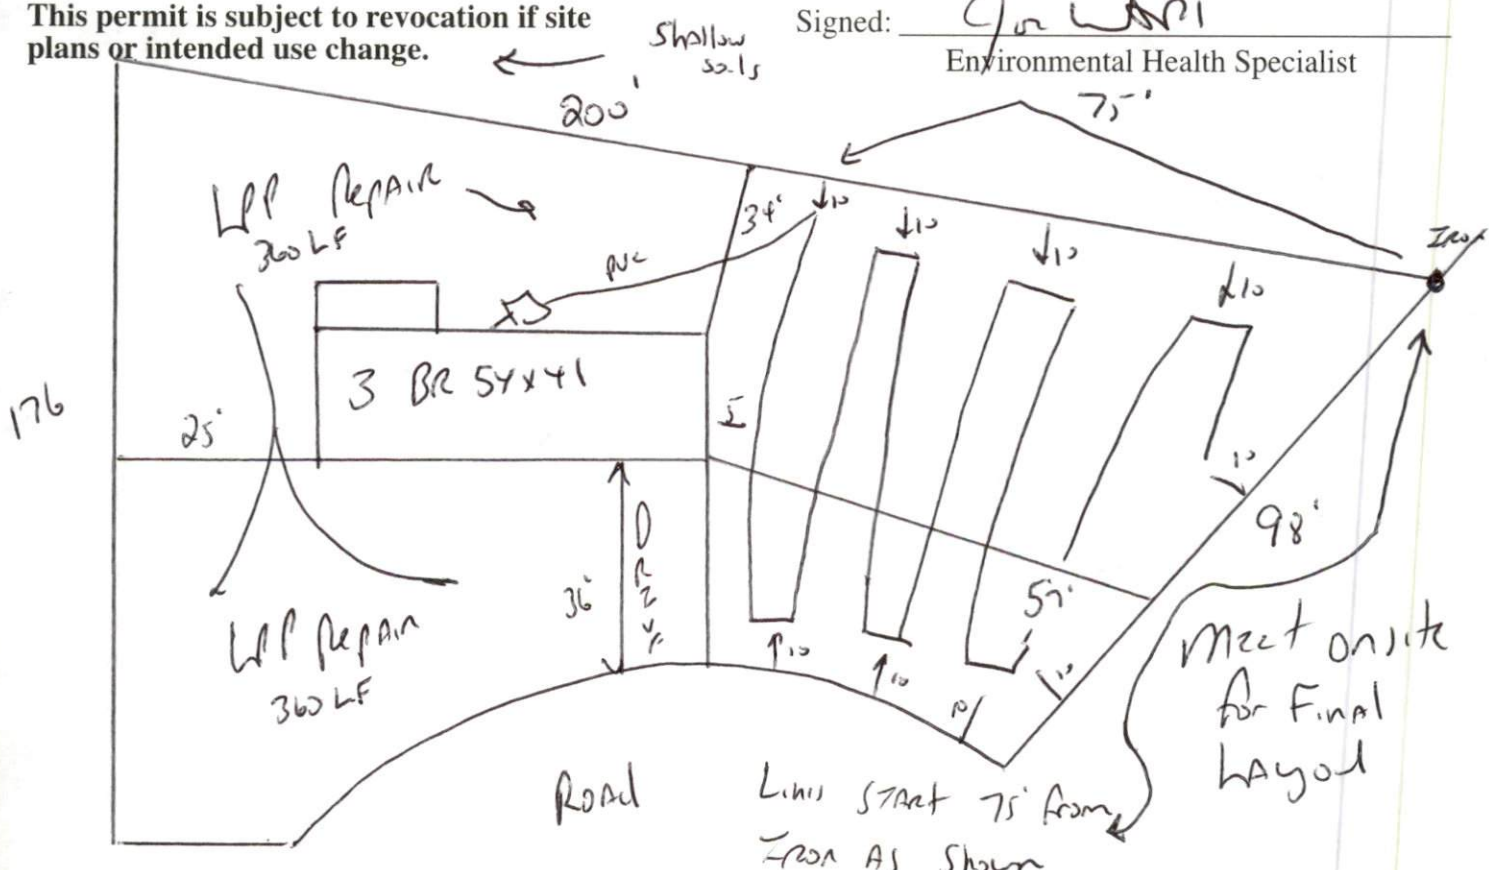 This permit is subject to revocation if site
plans or intended use change.
Signed:
Environmental Health Specialist
Shallow
soils
200'
75'
LPP Repair
360 LF
34'
↓10
↓10
↓10
↓10
Iron
PVC
3 BR 54x41
176
25'
10
98'
36'
DRIVE
57'
10
↑10
↑10
10
LPP Repair
360 LF
Meet onsite
for Final
Layout
Road
Lines START 75' from
Iron As Shown